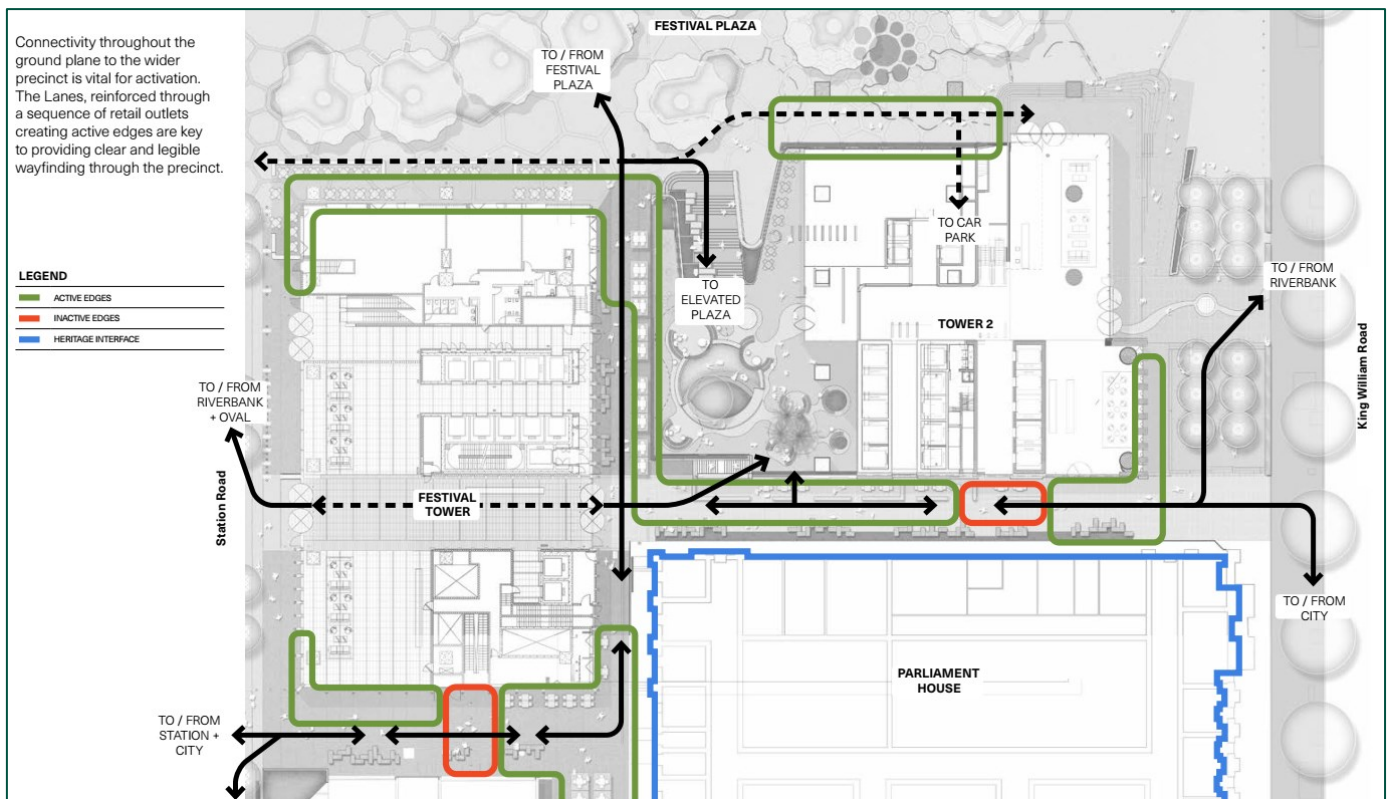 Connectivity throughout the
ground plane to the wider
precinct is vital for activation.
The Lanes, reinforced through
a sequence of retail outlets
creating active edges are key
to providing clear and legible
wayfinding through the precinct.
FESTIVAL PLAZA
TO / FROM
FESTIVAL
PLAZA
TO CAR
PARK
LEGEND
ACTIVE EDGES
INACTIVE EDGES
HERITAGE INTERFACE
TO
ELEVATED
PLAZA
TOWER 2
TO / FROM
RIVERBANK
King William Road
TO / FROM
RIVERBANK
+ OVAL
Station Road
FESTIVAL
TOWER
TO / FROM
CITY
PARLIAMENT
HOUSE
TO / FROM
STATION +
CITY